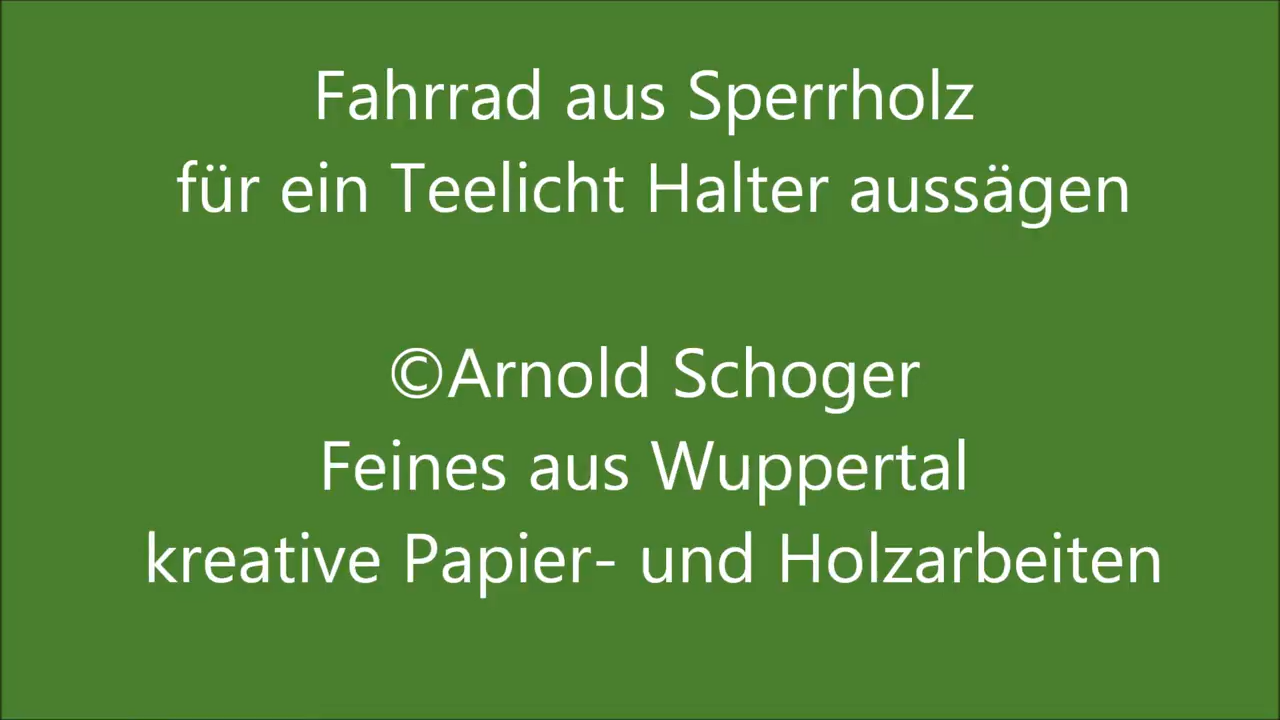 Fahrrad aus Sperrholz
für ein Teelicht Halter aussägen
©Arnold Schoger
Feines aus Wuppertal
kreative Papier- und Holzarbeiten